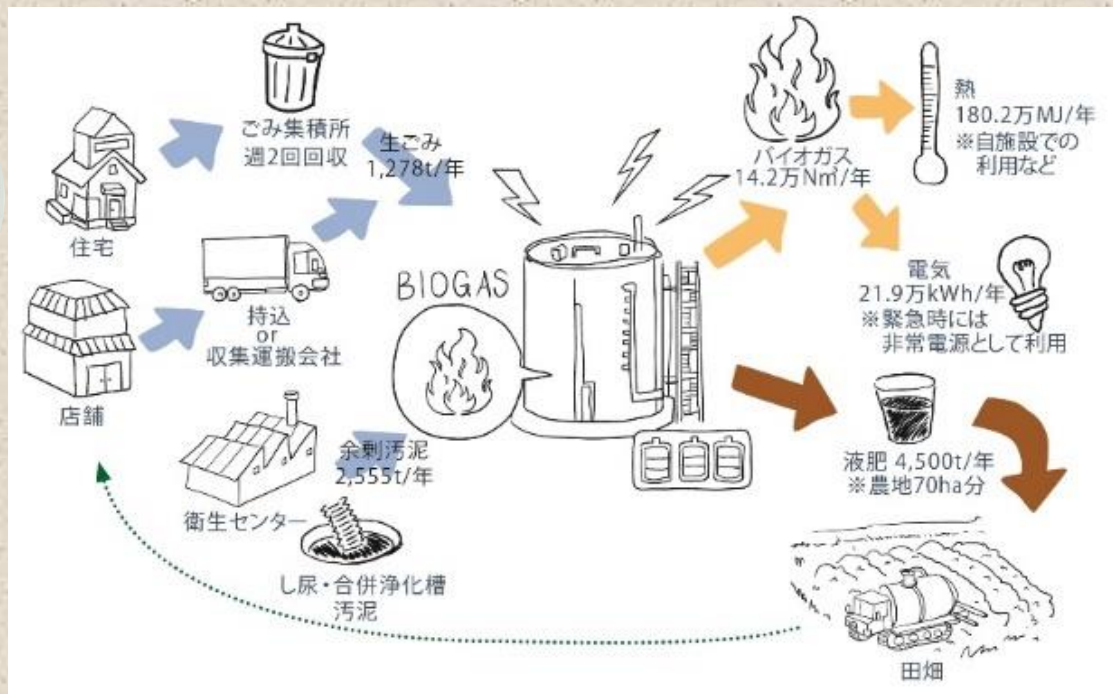 住宅
ごみ集積所
週2回回収
生ごみ
1,278t/年
店舗
持込
or
収集運搬会社
衛生センター
余剰汚泥
2,555t/年
し尿・合併浄化槽
汚泥
BIOGAS
バイオガス
14.2万N㎥/年
熱
180.2万MJ/年
※自施設での
利用など
電気
21.9万kWh/年
※緊急時には
非常電源として利用
液肥 4,500t/年
※農地70ha分
田畑